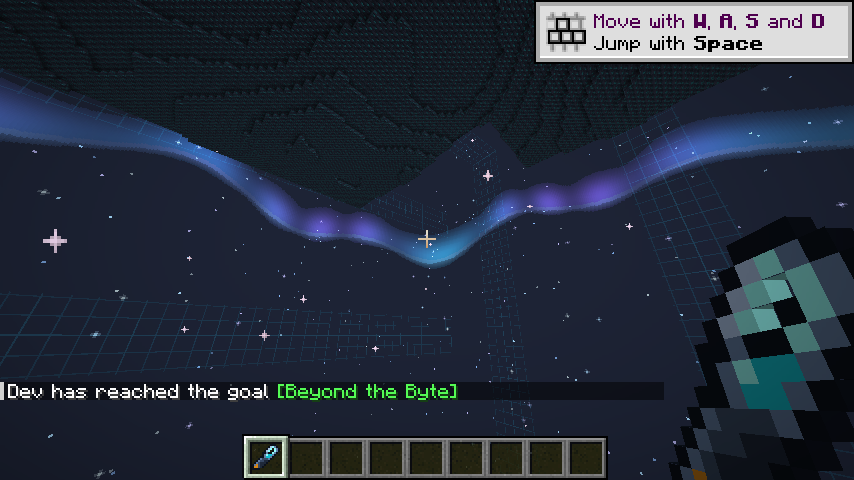 Move with W, A, S and D
Jump with Space
Dev has reached the goal [Beyond the Byte]